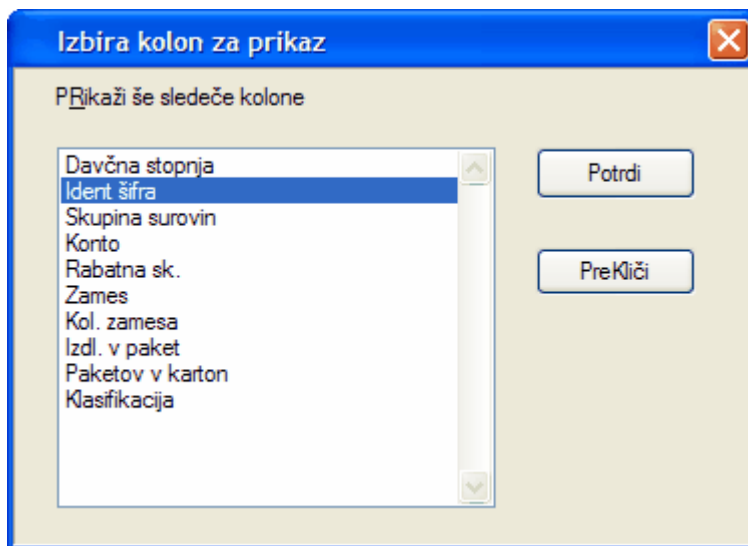 Izbira kolon za prikaz
PRikaži še sledeče kolone
Davčna stopnja
Ident šifra
Skupina surovin
Konto
Rabatna sk.
Zames
Kol. zamesa
Izdl. v paket
Paketov v karton
Klasifikacija
Potrdi
PreKliči